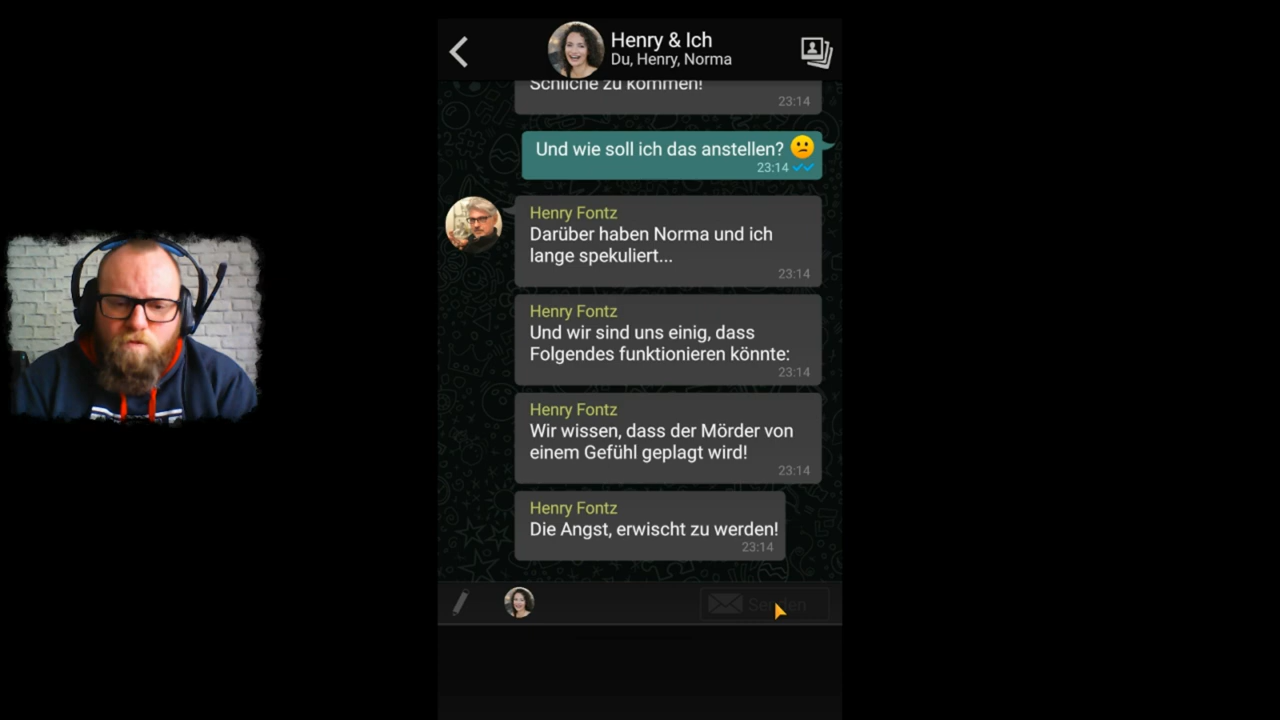 Henry & Ich
Du, Henry, Norma
Schliche zu kommen!
23:14
Und wie soll ich das anstellen? 😕
23:14
Henry Fontz
Darüber haben Norma und ich
lange spekuliert...
23:14
Henry Fontz
Und wir sind uns einig, dass
Folgendes funktionieren könnte:
23:14
Henry Fontz
Wir wissen, dass der Mörder von
einem Gefühl geplagt wird!
23:14
Henry Fontz
Die Angst, erwischt zu werden!
23:14
Senden